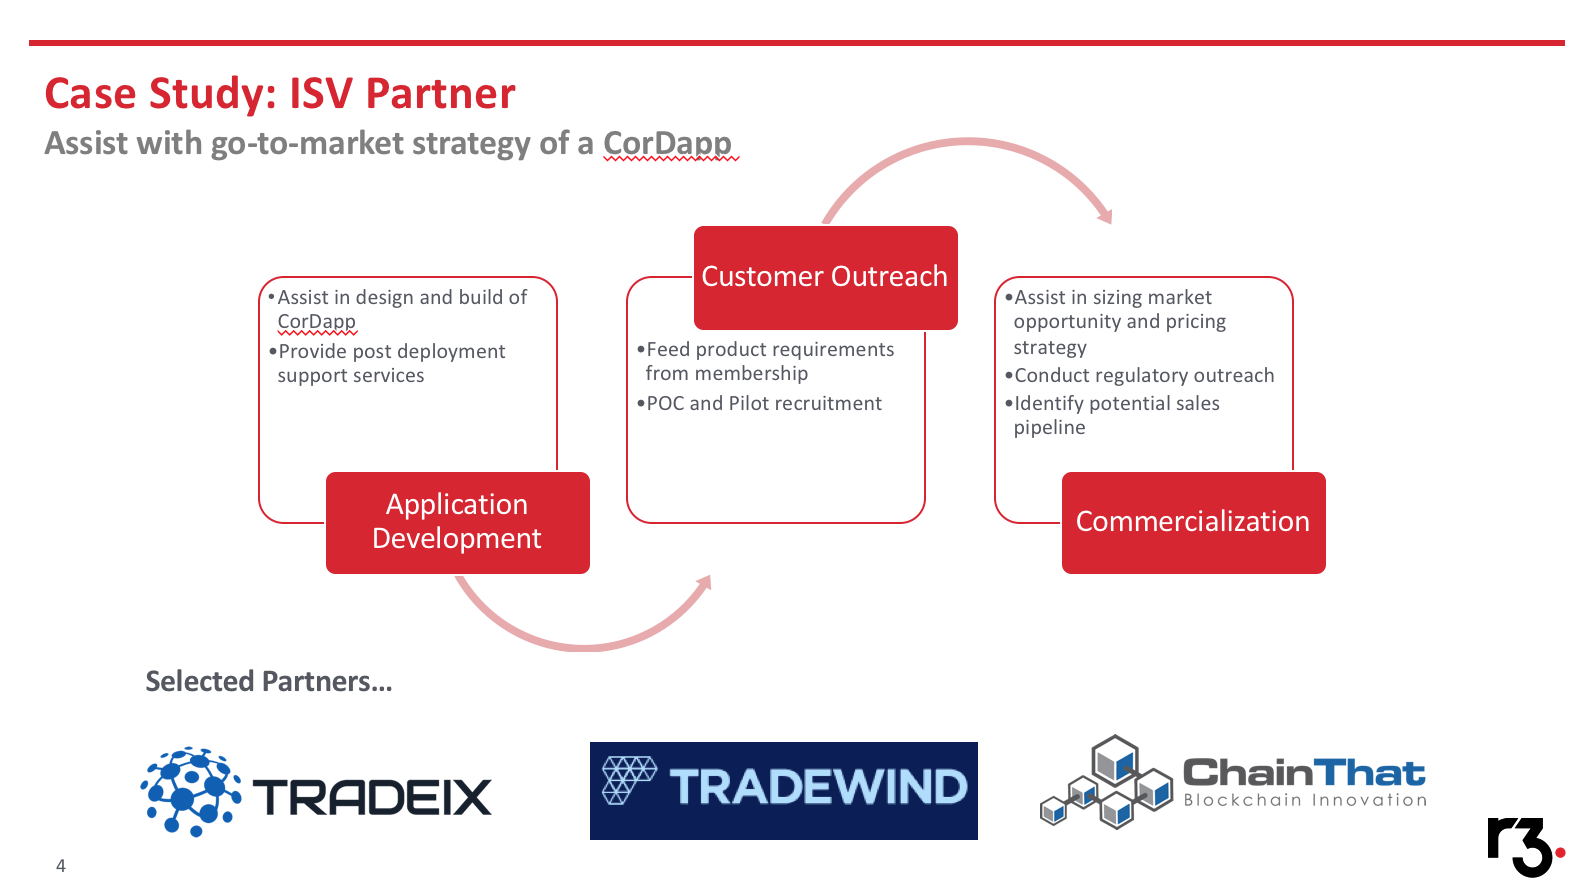 Case Study: ISV Partner
Assist with go-to-market strategy of a CorDapp
•Assist in design and build of
CorDapp
•Provide post deployment
support services
Application
Development
Customer Outreach
•Feed product requirements
from membership
•POC and Pilot recruitment
•Assist in sizing market
opportunity and pricing
strategy
•Conduct regulatory outreach
•Identify potential sales
pipeline
Commercialization
Selected Partners...
TRADEIX
TRADEWIND
ChainThat
Blockchain Innovation
r3.
4